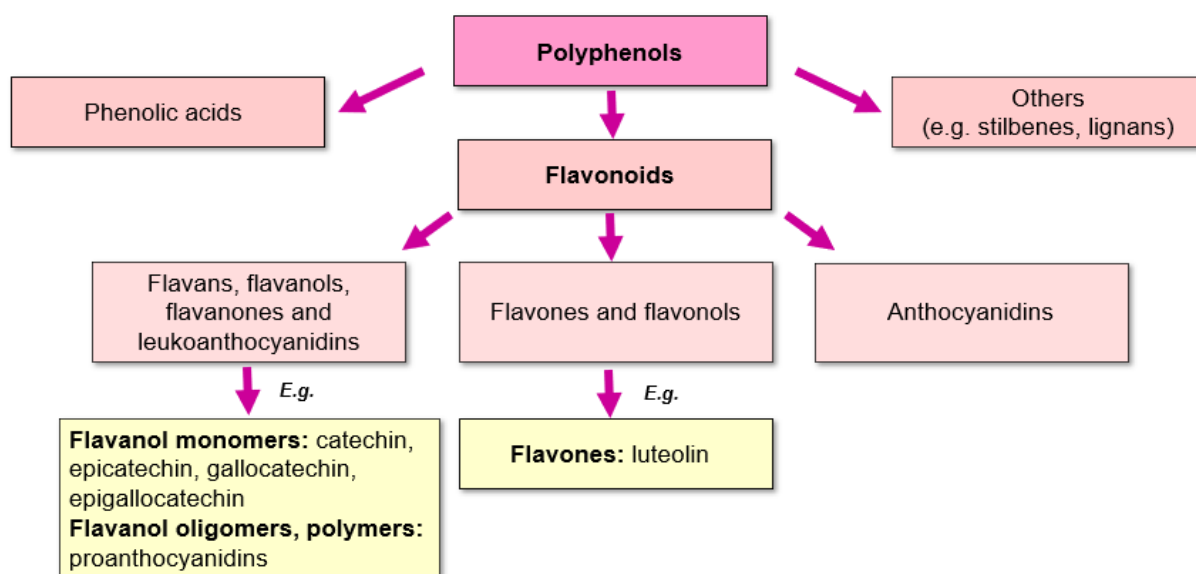 Polyphenols
Phenolic acids
Others
(e.g. stilbenes, lignans)
Flavonoids
Flavans, flavanols,
flavanones and
leukoanthocyanidins
Flavones and flavonols
Anthocyanidins
E.g.
E.g.
Flavanol monomers: catechin,
epicatechin, gallocatechin,
epigallocatechin
Flavanol oligomers, polymers:
proanthocyanidins
Flavones: luteolin